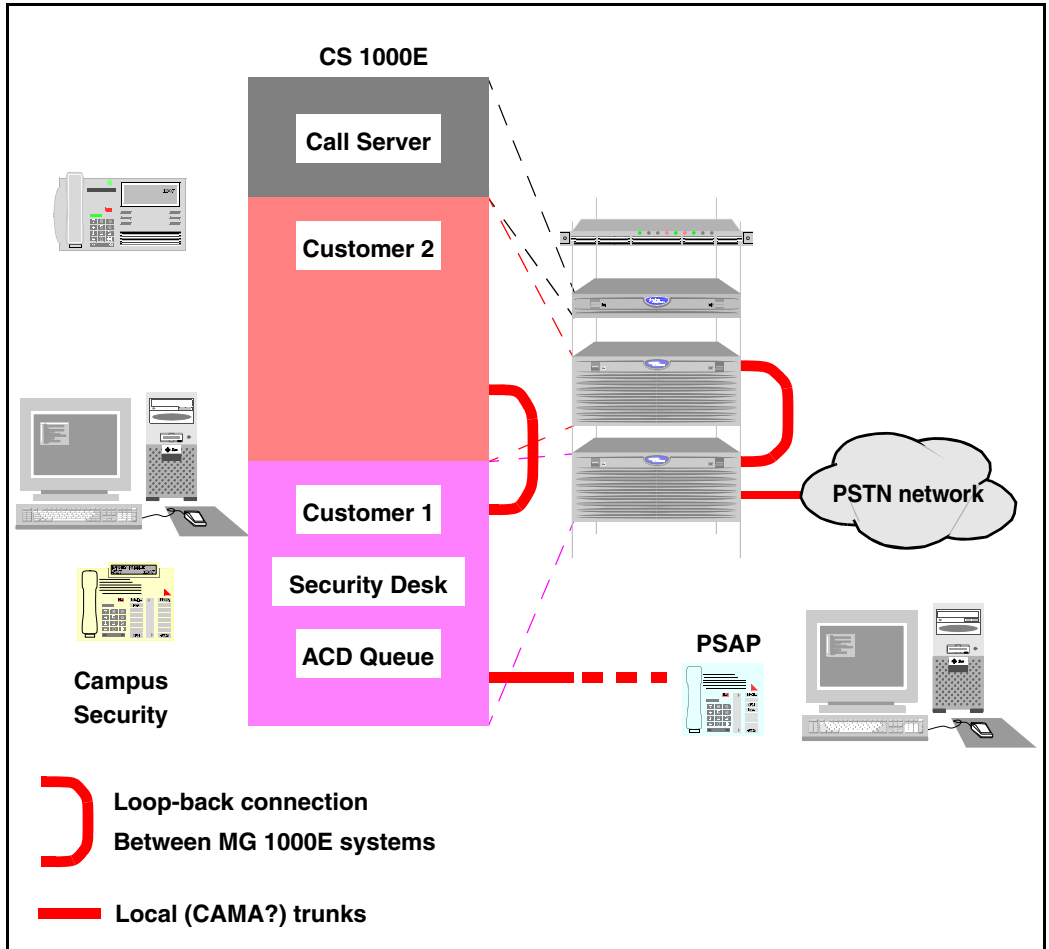 CS 1000E
Call Server
Customer 2
Customer 1
Security Desk
ACD Queue
Campus
Security
PSTN network
PSAP
Loop-back connection
Between MG 1000E systems
Local (CAMA?) trunks